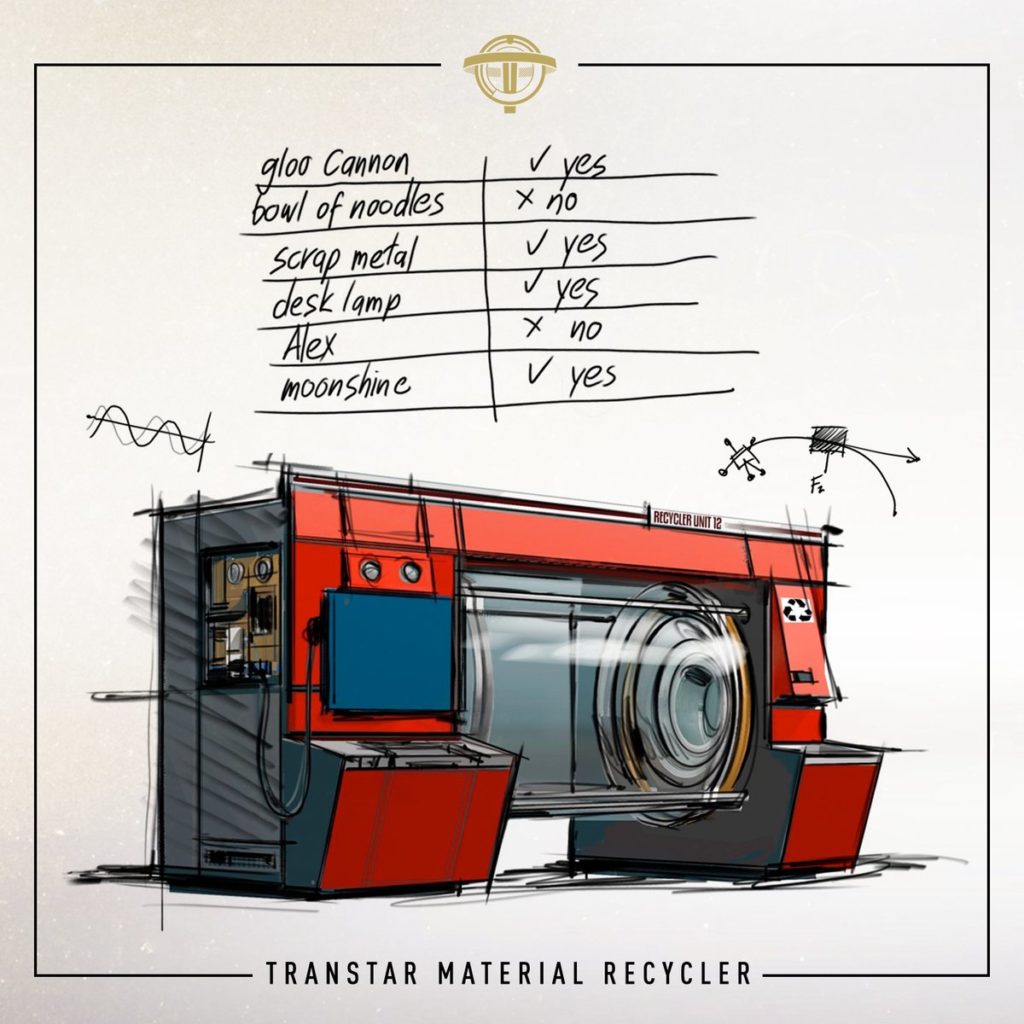 gloo Cannon ✓ yes
bowl of noodles × no
scrap metal ✓ yes
desk lamp ✓ yes
Alex × no
moonshine ✓ yes
RECYCLER UNIT 12
TRANSTAR MATERIAL RECYCLER